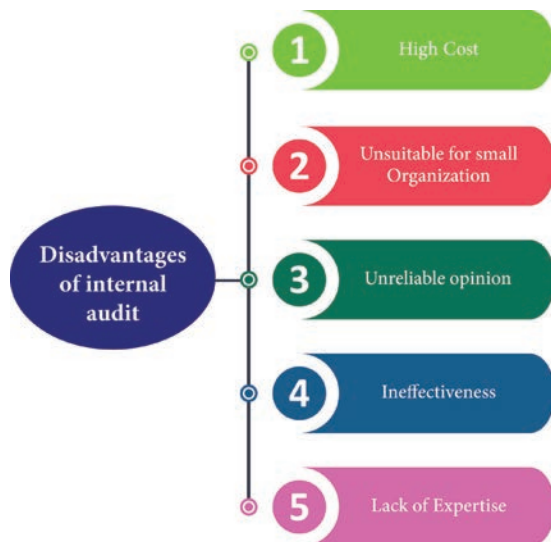 Disadvantages
of internal
audit
1
High Cost
2
Unsuitable for small
Organization
3
Unreliable opinion
4
Ineffectiveness
5
Lack of Expertise